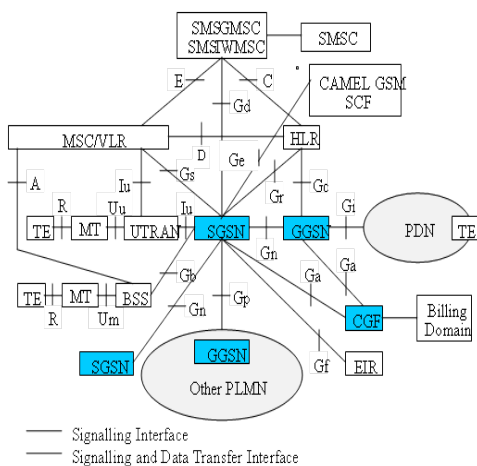 SMSGMSC
SMSIWMSC
SMSC
E
C
CAMEL GSM
SCF
Gd
MSC/VLR
HLR
D
Ge
Gs
A
Iu
Gr
Gc
R
Uu
Iu
Gi
TE
MT
UTRAN
SGSN
GGSN
PDN
TE
Gn
Gb
Ga
Ga
TE
MT
BSS
Gn
Gp
R
Um
CGF
Billing
Domain
SGSN
GGSN
Gf
EIR
Other PLMN
Signalling Interface
Signalling and Data Transfer Interface